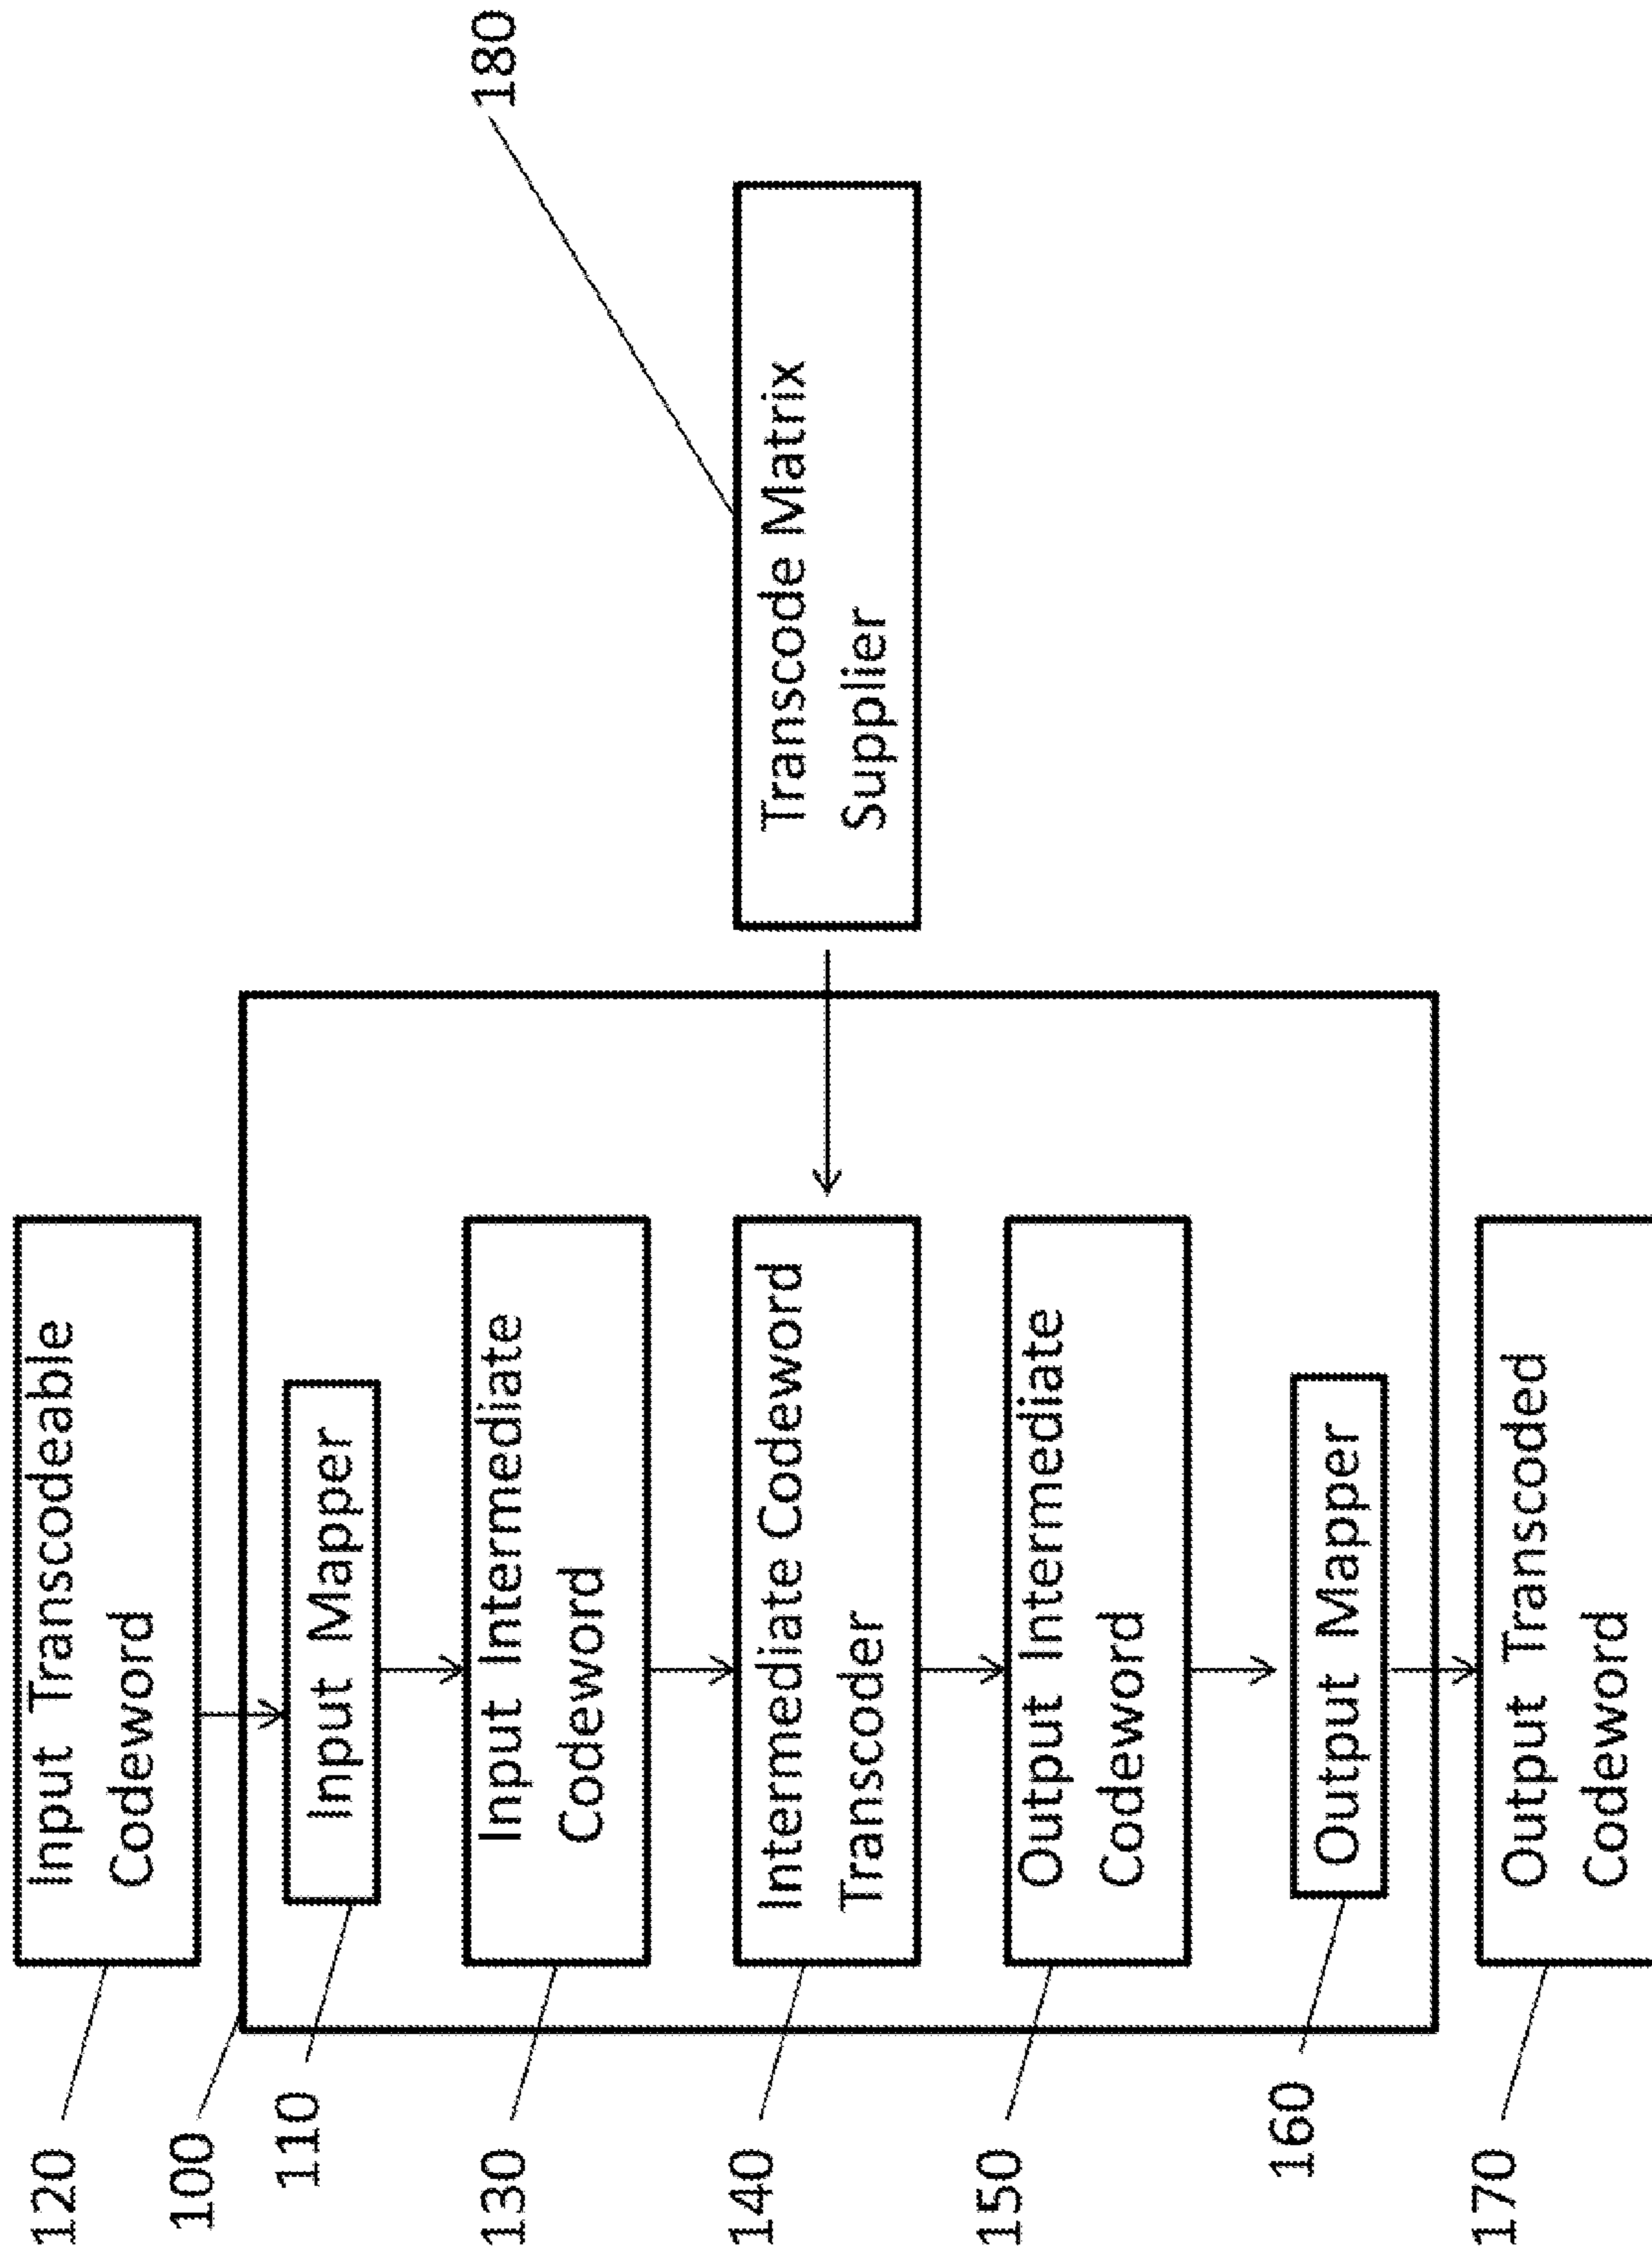 120
Input Transcodeable
Codeword
100
110
Input Mapper
130
Input Intermediate
Codeword
140
Intermediate Codeword
Transcoder
180
Transcode Matrix
Supplier
150
Output Intermediate
Codeword
160
Output Mapper
170
Output Transcoded
Codeword